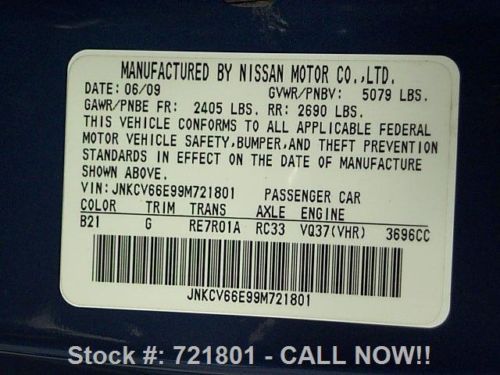 MANUFACTURED BY NISSAN MOTOR CO.,LTD.
DATE: 06/09 GVWR/PNBV: 5079 LBS.
GAWR/PNBE FR: 2405 LBS. RR: 2690 LBS.
THIS VEHICLE CONFORMS TO ALL APPLICABLE FEDERAL
MOTOR VEHICLE SAFETY,BUMPER,AND THEFT PREVENTION
STANDARDS IN EFFECT ON THE DATE OF MANUFACTURE
SHOWN ABOVE.
VIN: JNKCV66E99M721801 PASSENGER CAR
COLOR TRIM TRANS AXLE ENGINE
B21 G RE7R01A RC33 VQ37(VHR) 3696CC
JNKCV66E99M721801
Stock #: 721801 - CALL NOW!!